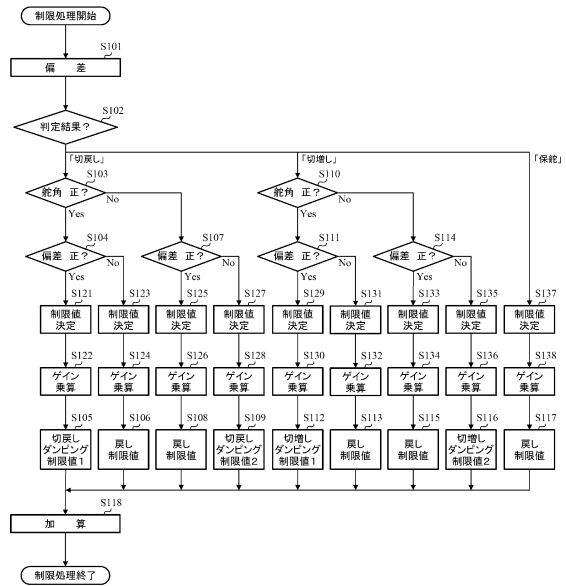 制限処理開始
S101
偏　差
S102
判定結果？
「切戻し」
「切増し」
「保舵」
S103
舵角 正？
No
Yes
S110
舵角 正？
No
Yes
S104
偏差 正？
No
Yes
S107
偏差 正？
No
Yes
S111
偏差 正？
No
Yes
S114
偏差 正？
No
Yes
S121
制限値
決定
S123
制限値
決定
S125
制限値
決定
S127
制限値
決定
S129
制限値
決定
S131
制限値
決定
S133
制限値
決定
S135
制限値
決定
S137
制限値
決定
S122
ゲイン
乗算
S124
ゲイン
乗算
S126
ゲイン
乗算
S128
ゲイン
乗算
S130
ゲイン
乗算
S132
ゲイン
乗算
S134
ゲイン
乗算
S136
ゲイン
乗算
S138
ゲイン
乗算
S105
切戻し
ダンピング
制限値１
S106
戻し
制限値
S108
戻し
制限値
S109
切戻し
ダンピング
制限値２
S112
切増し
ダンピング
制限値１
S113
戻し
制限値
S115
戻し
制限値
S116
切増し
ダンピング
制限値２
S117
戻し
制限値
S118
加　算
制限処理終了